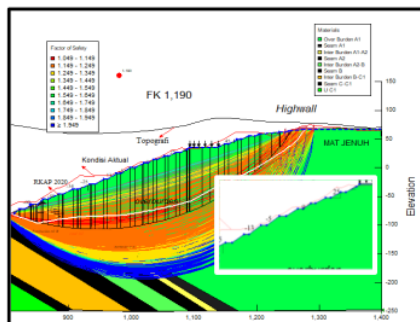 Factor of Safety
1.049 - 1.149
1.149 - 1.249
1.249 - 1.349
1.349 - 1.449
1.449 - 1.549
1.549 - 1.649
1.649 - 1.749
1.749 - 1.849
1.849 - 1.949
≥ 1.949
Materials
Over Burden A1
Seam A1
Inter Burden A1-A2
Seam A2
Inter Burden A2-B
Seam B
Inter Burden B-C1
Seam C-C1
LI C1
FK 1,190
Highwall
Topografi
MAT JENUH
Kondisi Aktual
RKAP 2020
overburden
150
100
50
0
-50
-100
-150
-200
-250
Elevation
900
1,000
1,100
1,200
1,300
1,400